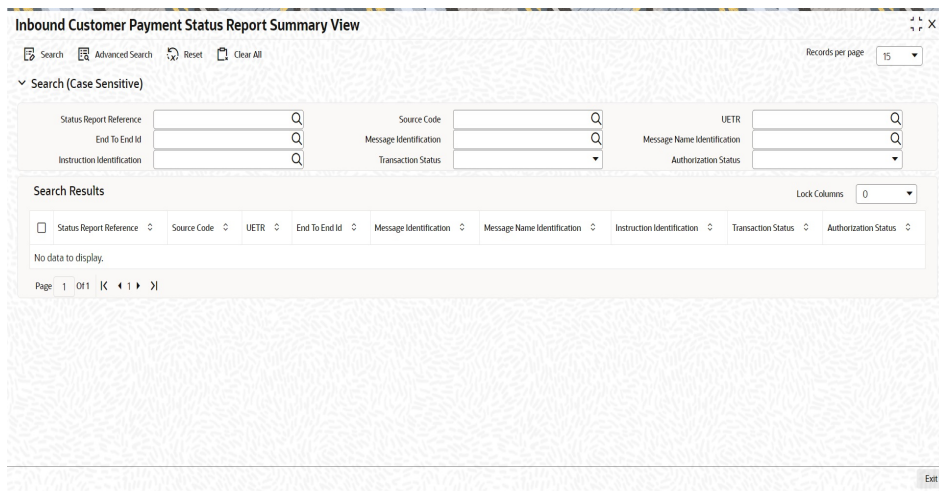 Inbound Customer Payment Status Report Summary View
Search Advanced Search Reset Clear All Records per page 15
Search (Case Sensitive)
Status Report Reference Source Code UETR
End To End Id Message Identification Message Name Identification
Instruction Identification Transaction Status Authorization Status
Search Results Lock Columns 0
Status Report Reference Source Code UETR End To End Id Message Identification Message Name Identification Instruction Identification Transaction Status Authorization Status
No data to display.
Page 1 Of 1 1
Exit